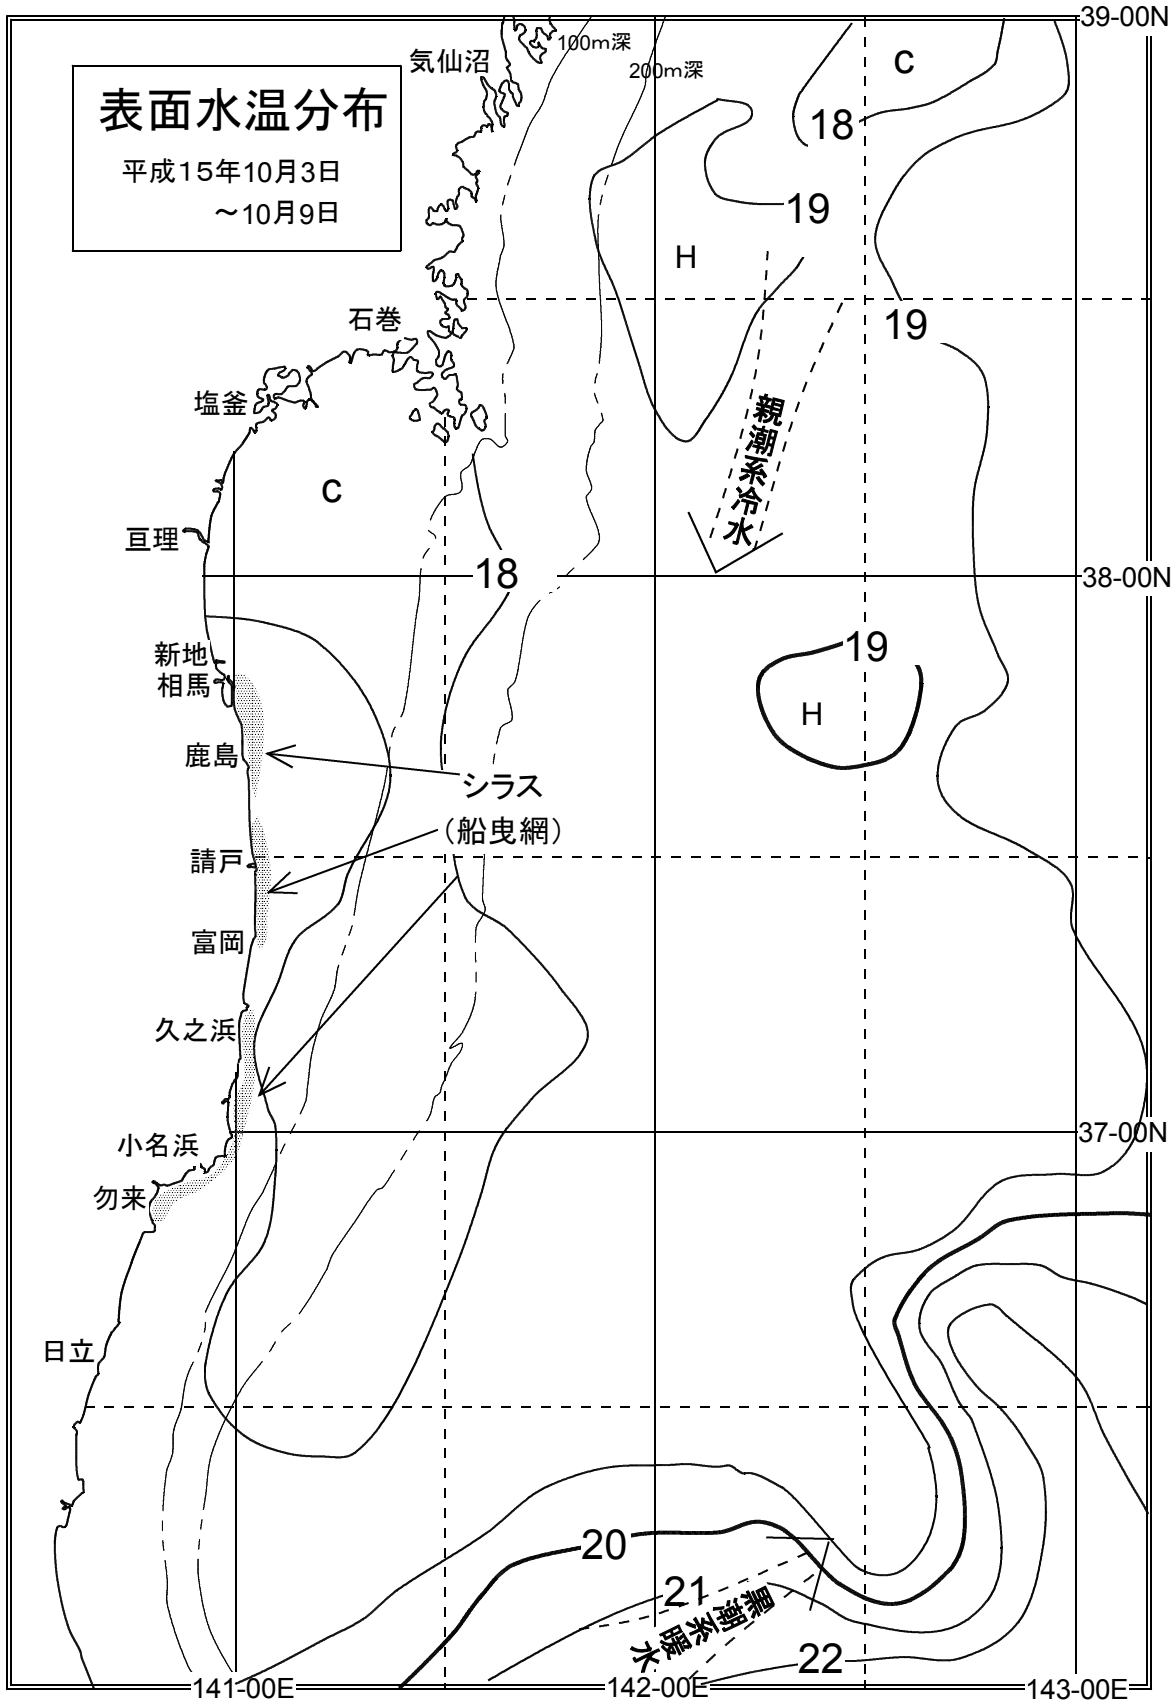 39-00N
100m深
気仙沼
200m深
C
表面水温分布
18
平成15年10月3日
～10月9日
19
H
石巻
19
塩釜
親潮系冷水
C
亘理
18
38-00N
新地
19
相馬
H
鹿島
シラス
（船曳網）
請戸
富岡
久之浜
37-00N
小名浜
勿来
日立
20
21
黒潮系暖水
22
141-00E
142-00E
143-00E